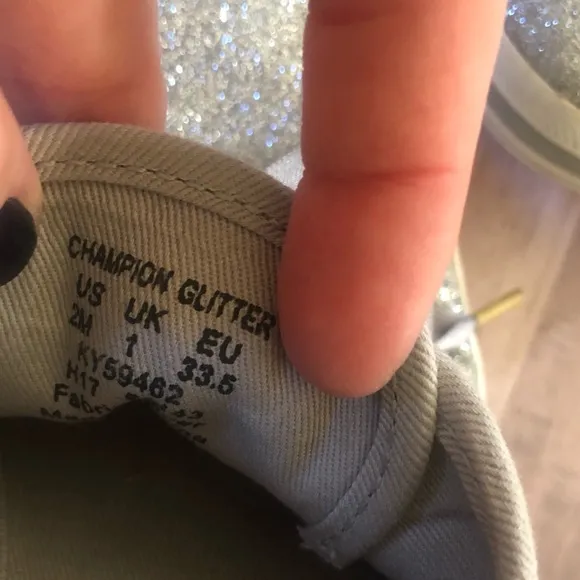 CHAMPION GLITTER
US UK EU
2M 1 33.5
KY59462
H17